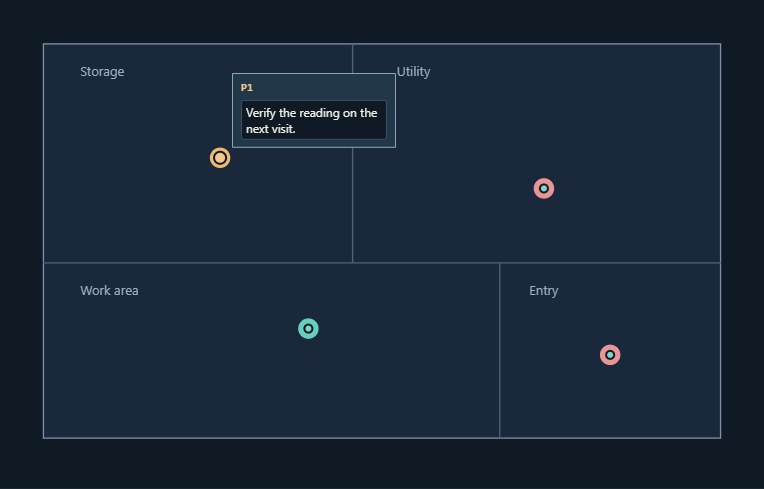 Storage
Utility
P1
Verify the reading on the
next visit.
Work area
Entry